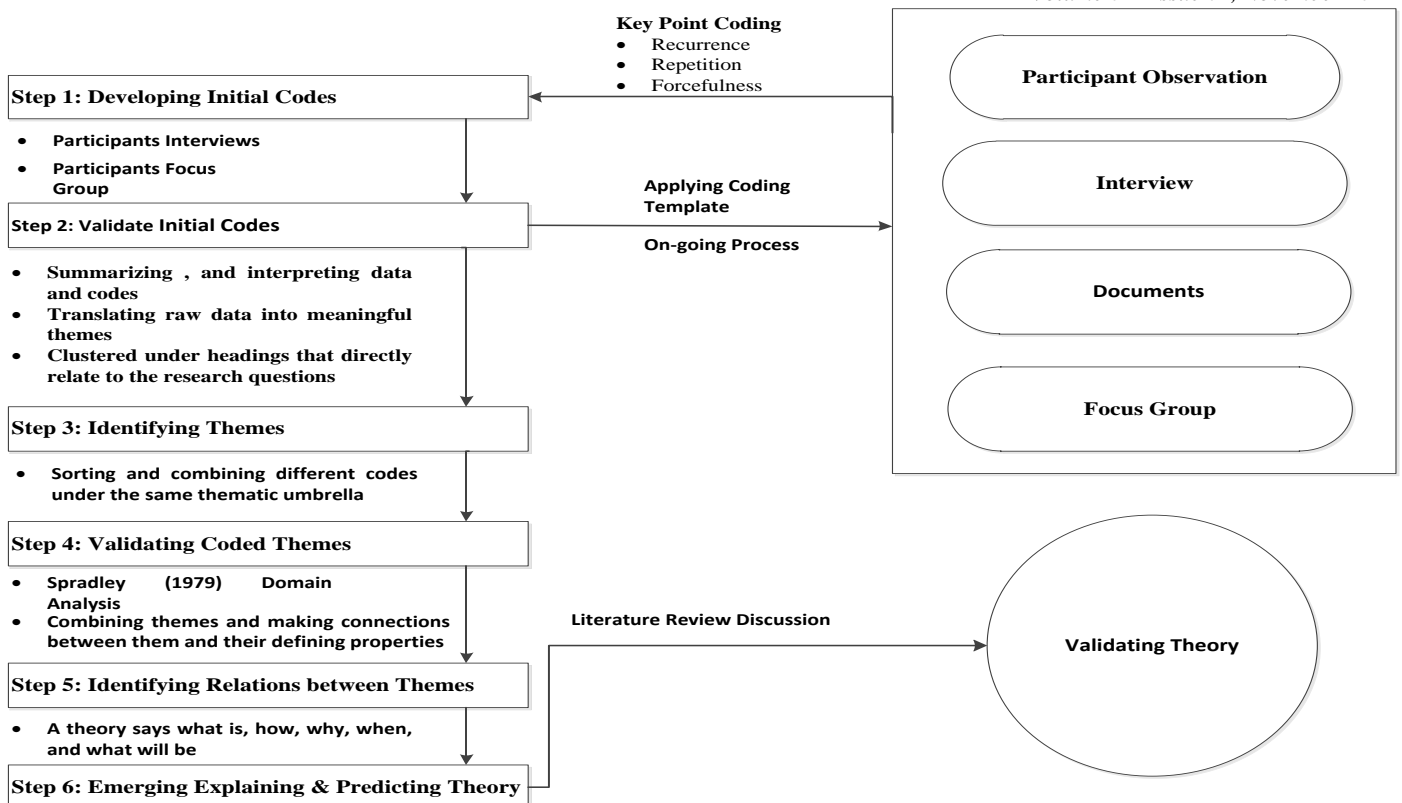 Key Point Coding
• Recurrence
• Repetition
• Forcefulness
Step 1: Developing Initial Codes
• Participants Interviews
• Participants Focus
Group
Step 2: Validate Initial Codes
Applying Coding
Template
On-going Process
• Summarizing , and interpreting data
and codes
• Translating raw data into meaningful
themes
• Clustered under headings that directly
relate to the research questions
Step 3: Identifying Themes
• Sorting and combining different codes
under the same thematic umbrella
Step 4: Validating Coded Themes
• Spradley (1979) Domain
Analysis
• Combining themes and making connections
between them and their defining properties
Step 5: Identifying Relations between Themes
• A theory says what is, how, why, when,
and what will be
Step 6: Emerging Explaining & Predicting Theory
Participant Observation
Interview
Documents
Focus Group
Literature Review Discussion
Validating Theory